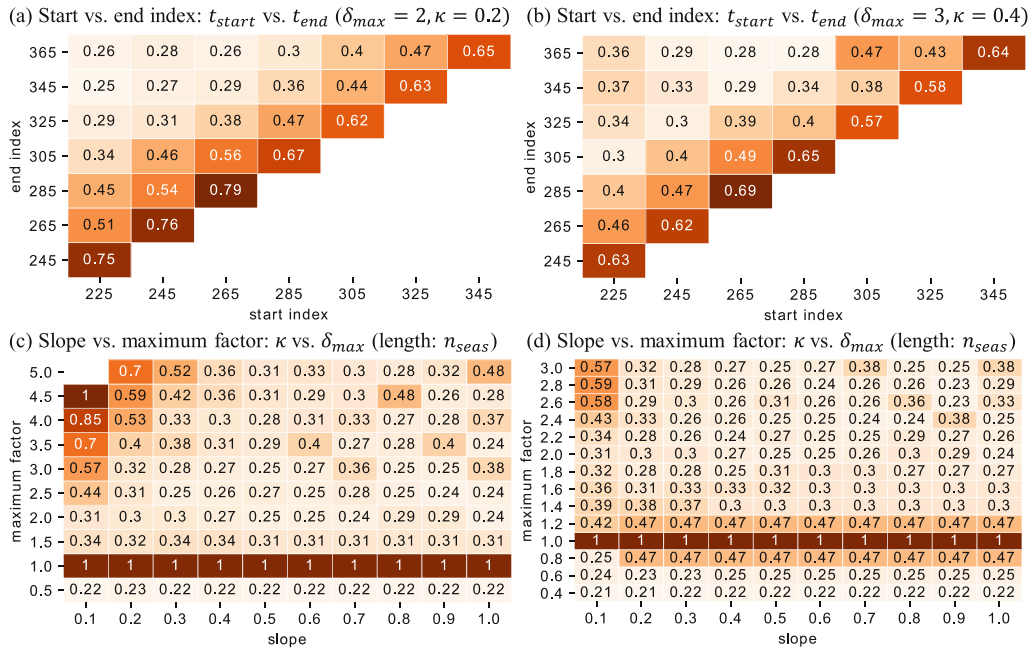 (a) Start vs. end index: t_start vs. t_end (δ_max = 2, κ = 0.2)
365 0.26 0.28 0.26 0.3 0.4 0.47 0.65
345 0.25 0.27 0.29 0.36 0.44 0.63
325 0.29 0.31 0.38 0.47 0.62
305 0.34 0.46 0.56 0.67
285 0.45 0.54 0.79
265 0.51 0.76
245 0.75
end index
225 245 265 285 305 325 345
start index
(b) Start vs. end index: t_start vs. t_end (δ_max = 3, κ = 0.4)
365 0.36 0.29 0.28 0.28 0.47 0.43 0.64
345 0.37 0.33 0.29 0.34 0.38 0.58
325 0.34 0.3 0.39 0.4 0.57
305 0.3 0.4 0.49 0.65
285 0.4 0.47 0.69
265 0.46 0.62
245 0.63
end index
225 245 265 285 305 325 345
start index
(c) Slope vs. maximum factor: κ vs. δ_max (length: n_seas)
5.0 0.7 0.52 0.36 0.31 0.33 0.3 0.28 0.32 0.48
4.5 1 0.59 0.42 0.36 0.31 0.29 0.3 0.48 0.26 0.28
4.0 0.85 0.53 0.33 0.3 0.28 0.31 0.33 0.27 0.28 0.37
3.5 0.7 0.4 0.38 0.31 0.29 0.4 0.27 0.28 0.4 0.24
3.0 0.57 0.32 0.28 0.27 0.25 0.27 0.36 0.25 0.25 0.38
2.5 0.44 0.31 0.25 0.26 0.27 0.25 0.28 0.25 0.24 0.27
2.0 0.31 0.3 0.3 0.27 0.25 0.25 0.24 0.29 0.29 0.24
1.5 0.34 0.32 0.34 0.34 0.31 0.31 0.31 0.31 0.31 0.31
1.0 1 1 1 1 1 1 1 1 1 1
0.5 0.22 0.23 0.22 0.22 0.22 0.22 0.22 0.22 0.22 0.22
maximum factor
0.1 0.2 0.3 0.4 0.5 0.6 0.7 0.8 0.9 1.0
slope
(d) Slope vs. maximum factor: κ vs. δ_max (length: n_seas)
3.0 0.57 0.32 0.28 0.27 0.25 0.27 0.38 0.25 0.25 0.38
2.8 0.59 0.31 0.29 0.26 0.26 0.24 0.26 0.26 0.23 0.29
2.6 0.58 0.29 0.3 0.31 0.26 0.26 0.25 0.36 0.23 0.33
2.4 0.43 0.33 0.26 0.26 0.25 0.25 0.24 0.24 0.38 0.25
2.2 0.34 0.28 0.26 0.24 0.27 0.25 0.25 0.29 0.27 0.26
2.0 0.31 0.3 0.3 0.27 0.25 0.25 0.26 0.3 0.29 0.24
1.8 0.32 0.28 0.28 0.25 0.31 0.3 0.3 0.27 0.27 0.27
1.6 0.36 0.31 0.33 0.33 0.32 0.3 0.3 0.3 0.3 0.3
1.4 0.39 0.38 0.37 0.3 0.3 0.3 0.3 0.3 0.3 0.3
1.2 0.42 0.47 0.47 0.47 0.47 0.47 0.47 0.47 0.47 0.47
1.0 1 1 1 1 1 1 1 1 1 1
0.8 0.25 0.47 0.47 0.47 0.47 0.47 0.47 0.47 0.47 0.47
0.6 0.24 0.23 0.23 0.25 0.25 0.25 0.25 0.25 0.25 0.25
0.4 0.21 0.21 0.22 0.22 0.22 0.22 0.22 0.22 0.22 0.22
maximum factor
0.1 0.2 0.3 0.4 0.5 0.6 0.7 0.8 0.9 1.0
slope